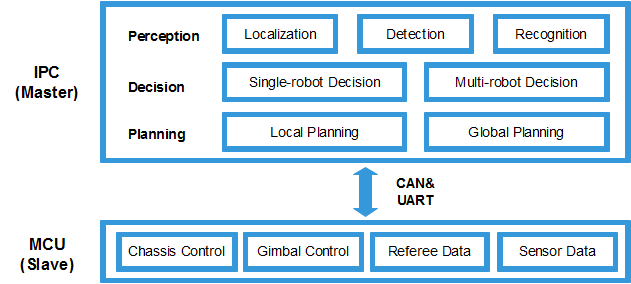 Perception
Localization
Detection
Recognition
IPC
(Master)
Decision
Single-robot Decision
Multi-robot Decision
Planning
Local Planning
Global Planning
CAN&
UART
MCU
(Slave)
Chassis Control
Gimbal Control
Referee Data
Sensor Data